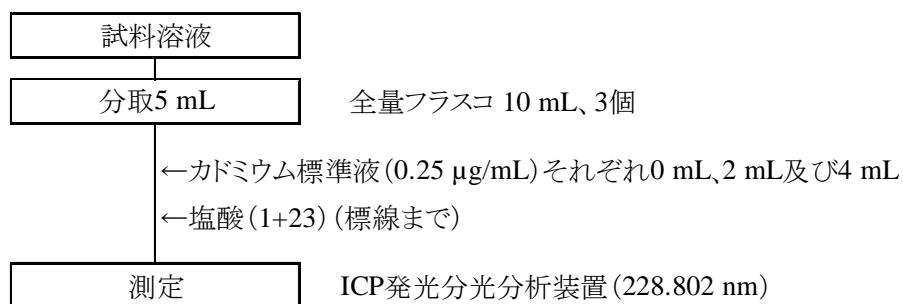 試料溶液
分取5 mL 全量フラスコ 10 mL、3個
←カドミウム標準液(0.25 µg/mL)それぞれ0 mL、2 mL及び4 mL
←塩酸(1+23) (標線まで)
測定 ICP発光分光分析装置(228.802 nm)